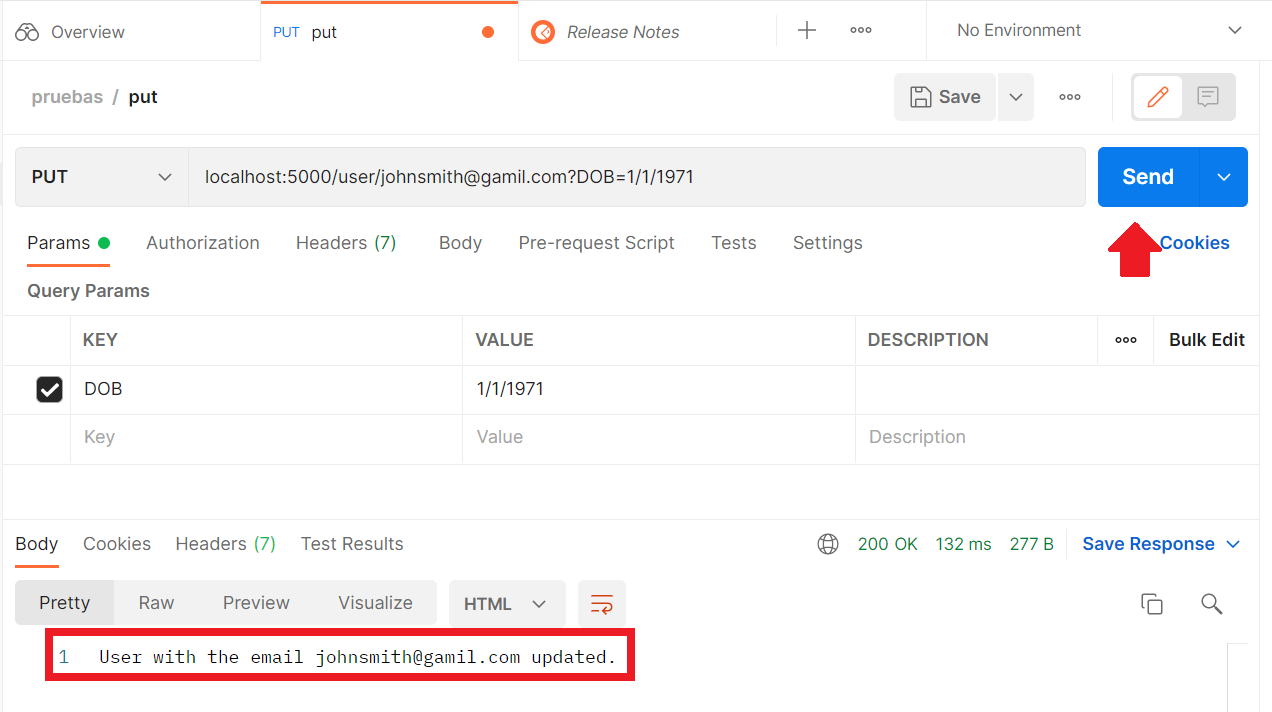 Overview
PUT put
Release Notes
No Environment
pruebas / put
Save
PUT
localhost:5000/user/johnsmith@gamil.com?DOB=1/1/1971
Send
Params
Authorization
Headers (7)
Body
Pre-request Script
Tests
Settings
Cookies
Query Params
KEY VALUE DESCRIPTION Bulk Edit
DOB 1/1/1971
Key Value Description
Body
Cookies
Headers (7)
Test Results
200 OK 132 ms 277 B
Save Response
Pretty
Raw
Preview
Visualize
HTML
1 User with the email johnsmith@gamil.com updated.